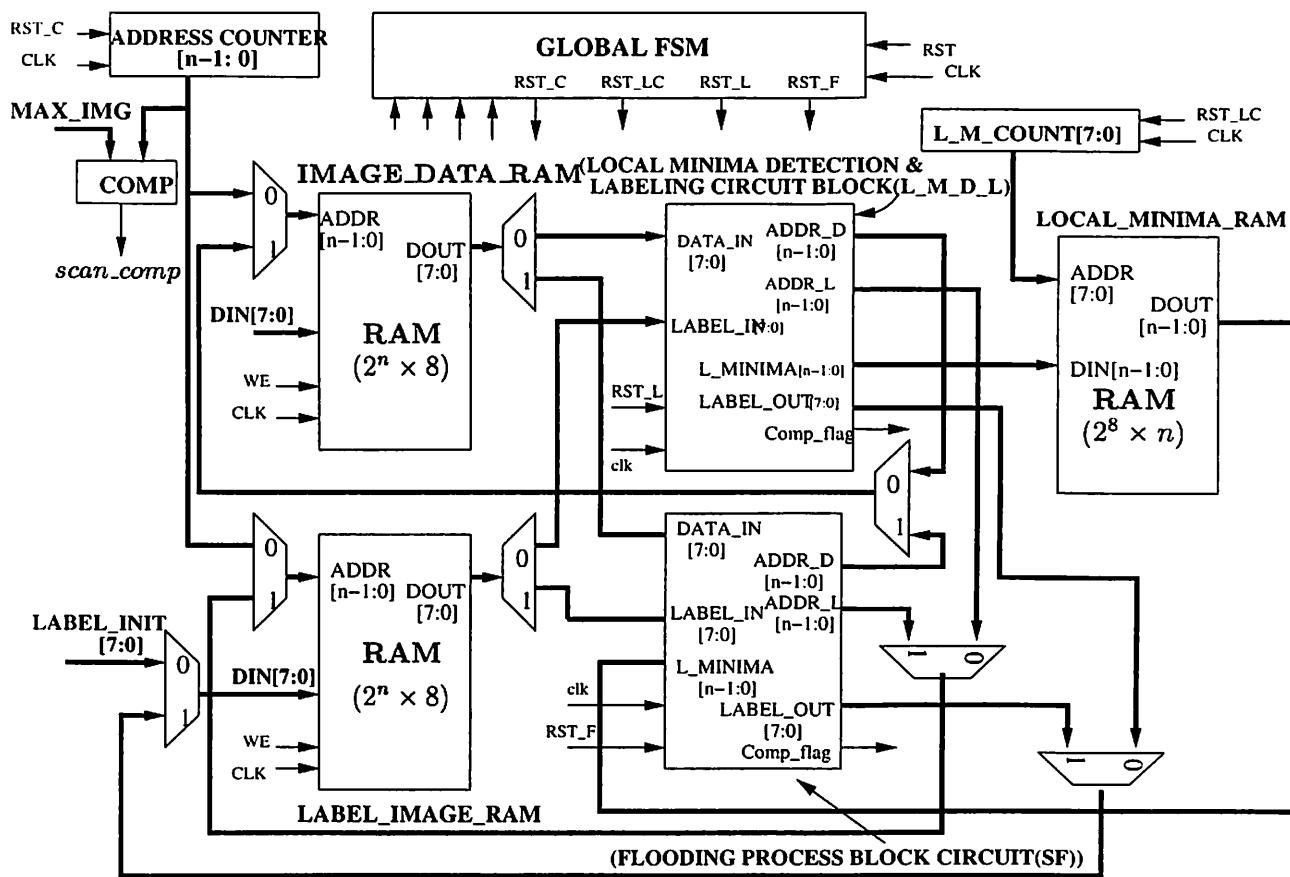 RST_C
CLK
ADDRESS COUNTER
[n-1: 0]
GLOBAL FSM
RST_C
RST_LC
RST_L
RST_F
RST
CLK
MAX_IMG
COMP
scan_comp
L_M_COUNT[7:0]
RST_LC
CLK
IMAGE_DATA_RAM
0
1
ADDR
[n-1:0]
DOUT
[7:0]
DIN[7:0]
RAM
(2^n × 8)
WE
CLK
0
1
(LOCAL MINIMA DETECTION &
LABELING CIRCUIT BLOCK(L_M_D_L)
DATA_IN
[7:0]
ADDR_D
[n-1:0]
ADDR_L
[n-1:0]
LABEL_IN[7:0]
L_MINIMA[n-1:0]
RST_L
LABEL_OUT[7:0]
Comp_flag
clk
LOCAL_MINIMA_RAM
ADDR
[7:0]
DOUT
[n-1:0]
DIN[n-1:0]
RAM
(2^8 × n)
0
1
0
1
ADDR
[n-1:0]
DOUT
[7:0]
LABEL_INIT
[7:0]
0
1
DIN[7:0]
RAM
(2^n × 8)
WE
CLK
LABEL_IMAGE_RAM
0
1
DATA_IN
[7:0]
ADDR_D
[n-1:0]
LABEL_IN
[7:0]
ADDR_L
[n-1:0]
L_MINIMA
[n-1:0]
clk
LABEL_OUT
[7:0]
RST_F
Comp_flag
1
0
1
0
(FLOODING PROCESS BLOCK CIRCUIT(SF))